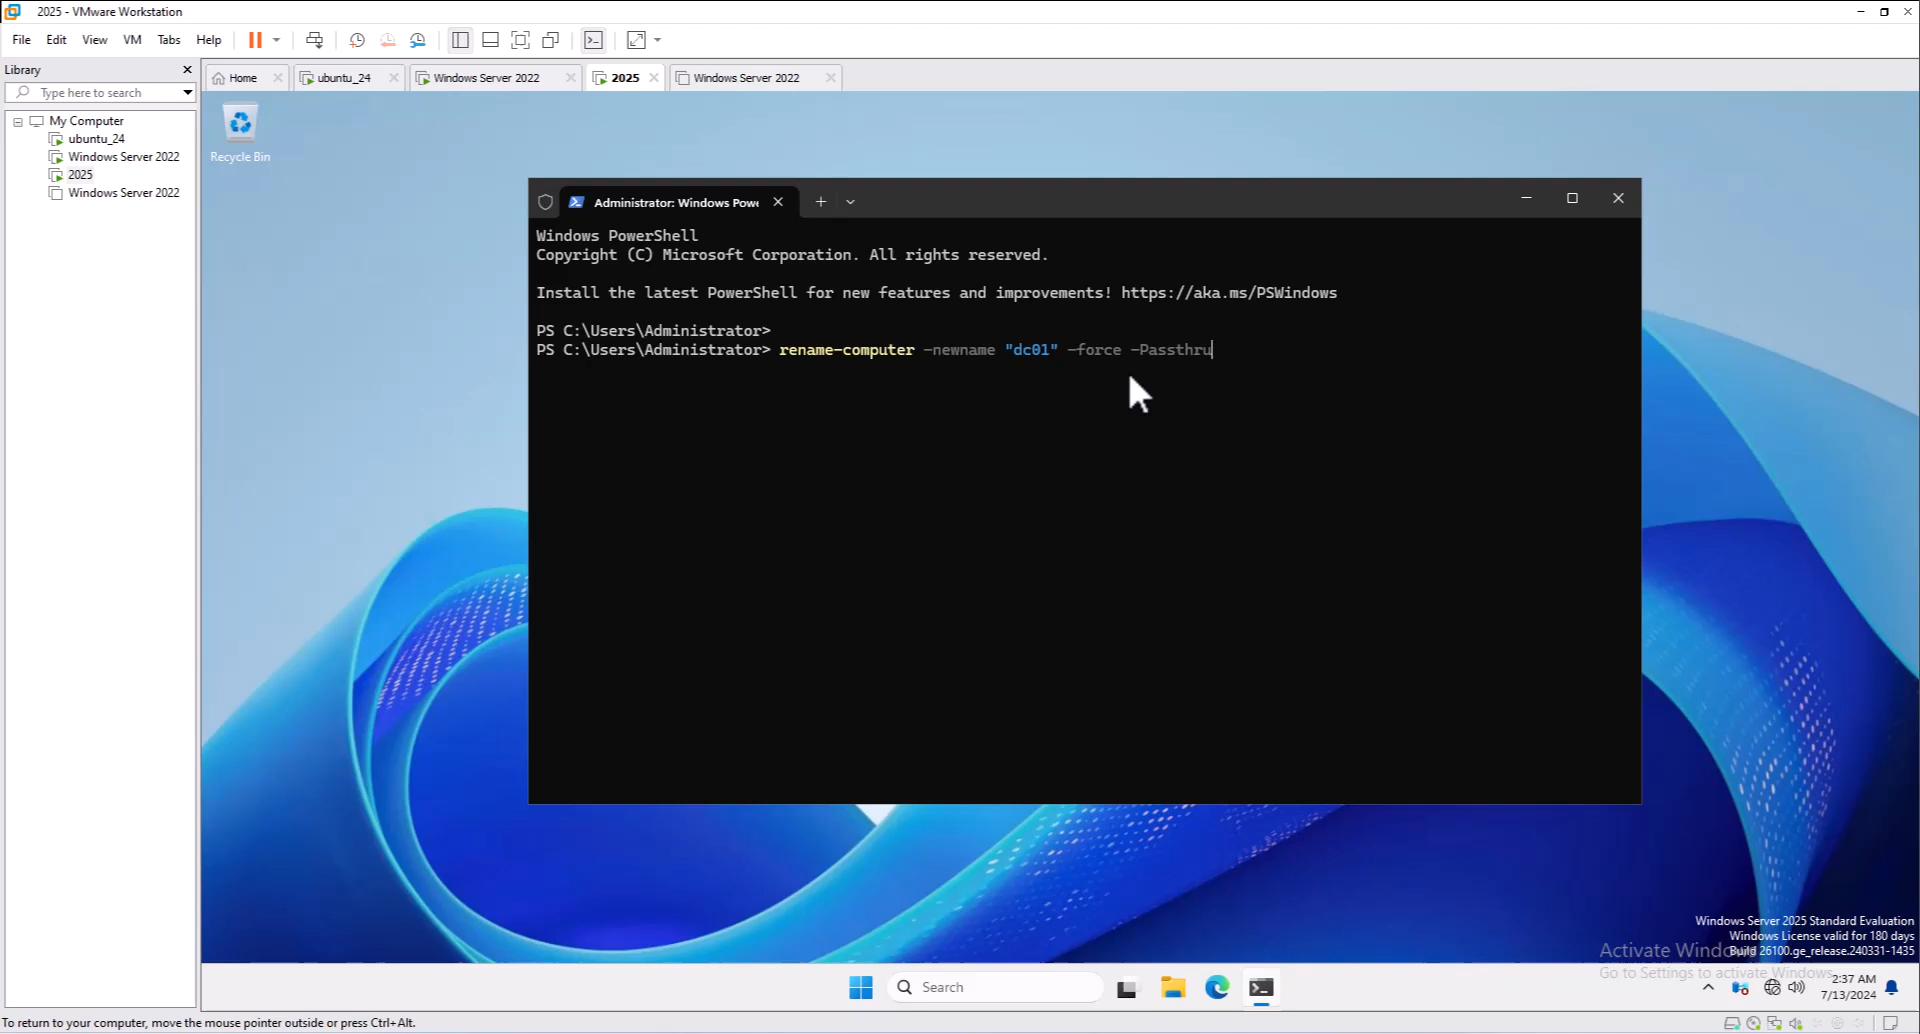 2025 - VMware Workstation
File Edit View VM Tabs Help
Library
Type here to search
My Computer
ubuntu_24
Windows Server 2022
2025
Windows Server 2022
Home
ubuntu_24
Windows Server 2022
2025
Windows Server 2022
Recycle Bin
Administrator: Windows Powe
Windows PowerShell
Copyright (C) Microsoft Corporation. All rights reserved.
Install the latest PowerShell for new features and improvements! https://aka.ms/PSWindows
PS C:\Users\Administrator>
PS C:\Users\Administrator> rename-computer -newname "dc01" -force -Passthru
Windows Server 2025 Standard Evaluation
Windows License valid for 180 days
Activate Windows
Build 26100.ge_release.240331-1435
Go to Settings to activate Windows.
Search
2:37 AM
7/13/2024
To return to your computer, move the mouse pointer outside or press Ctrl+Alt.